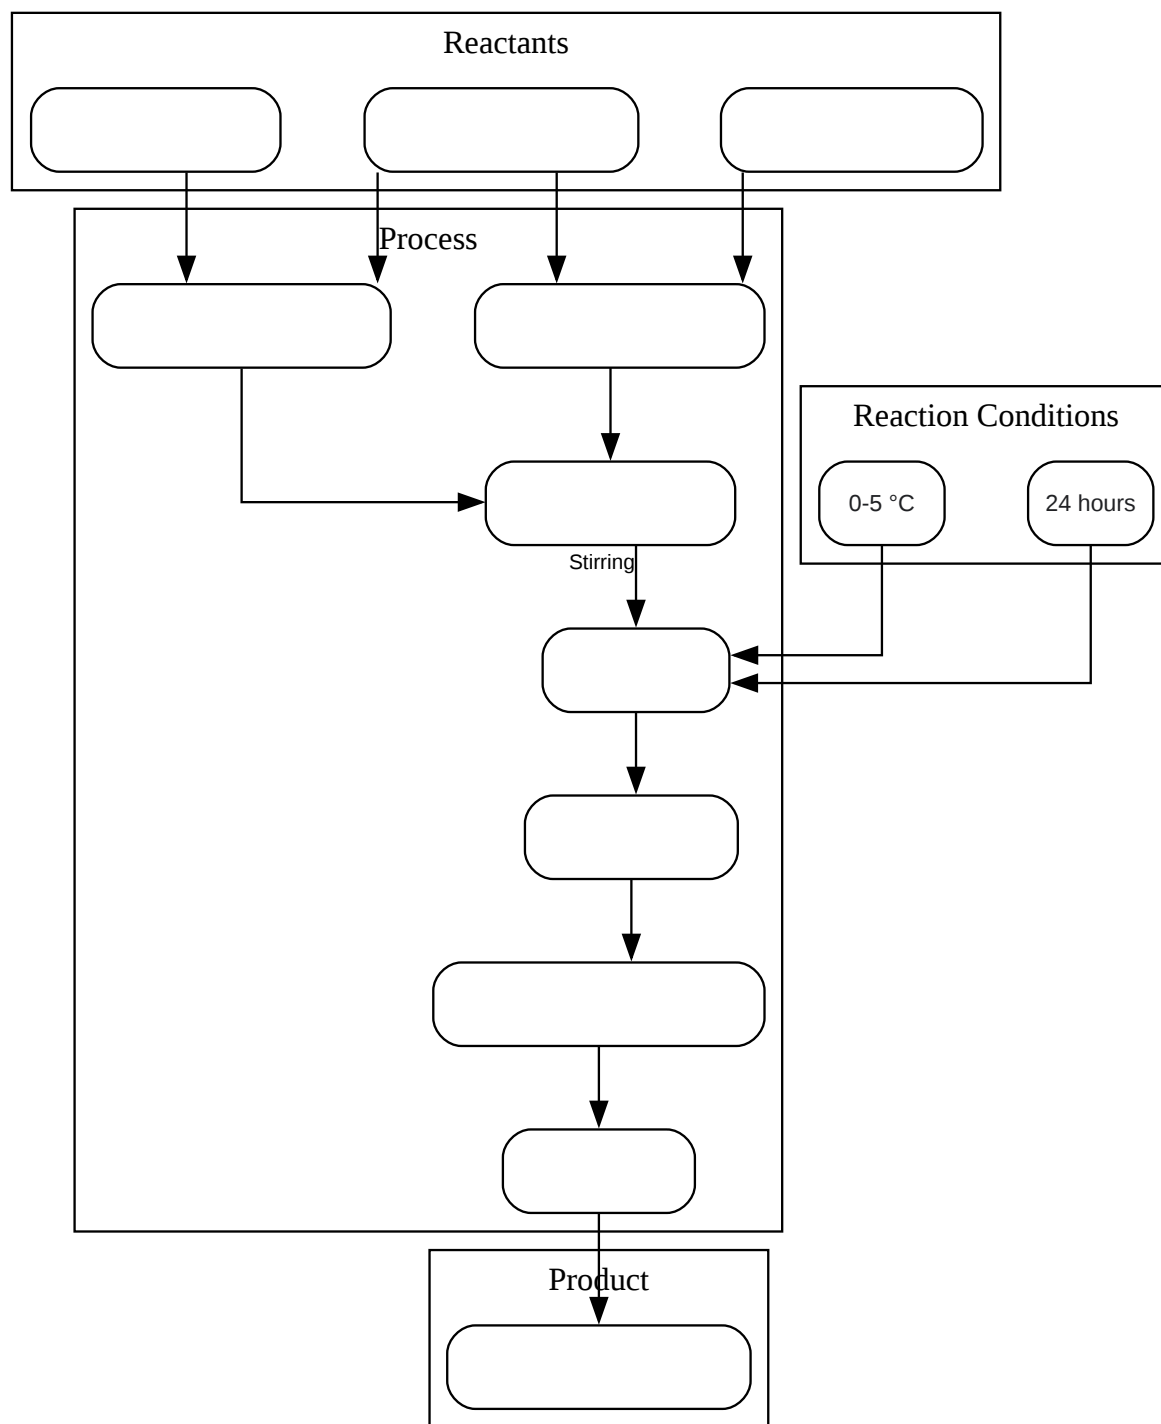 Reactants
Process
Reaction Conditions
0-5 °C
24 hours
Stirring
Product